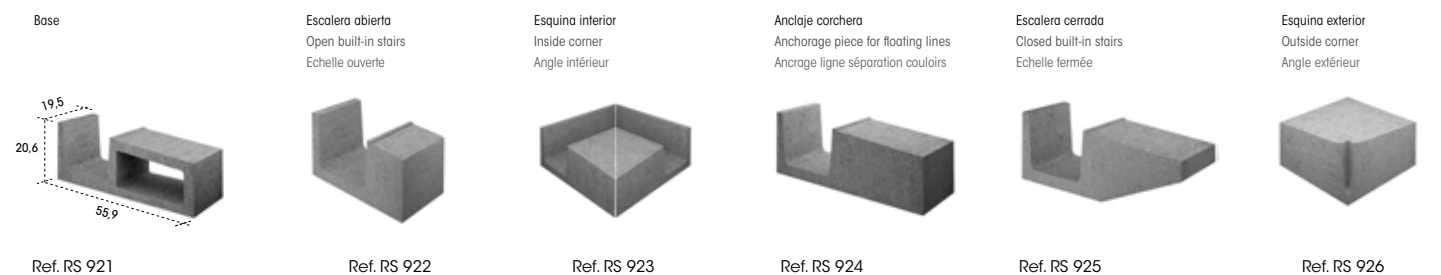 Base
Escalera abierta
Open built-in stairs
Echelle ouverte
Esquina interior
Inside corner
Angle intérieur
Anclaje corchera
Anchorage piece for floating lines
Ancrage ligne séparation couloirs
Escalera cerrada
Closed built-in stairs
Echelle fermée
Esquina exterior
Outside corner
Angle extérieur
19,5
20,6
55,9
Ref. RS 921
Ref. RS 922
Ref. RS 923
Ref. RS 924
Ref. RS 925
Ref. RS 926